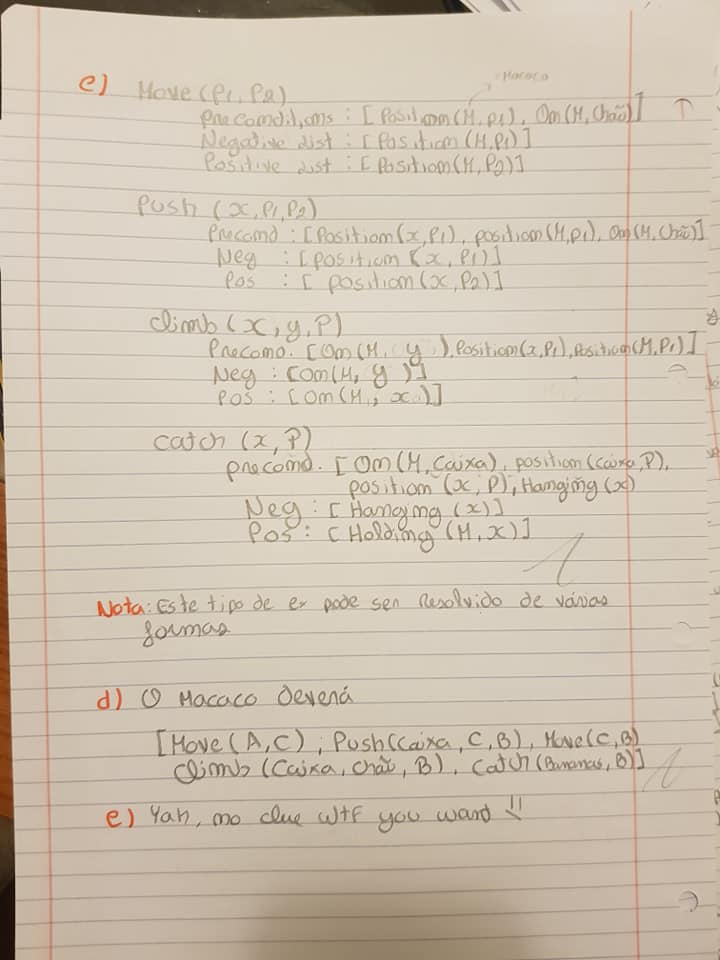 e) Move (P1, P2)
Macaco
Preconditions : [Position(M, P1), On(M, Chão)]
Negative List : [Position (M, P1)]
Positive List : [Position(M, P2)]
Push (x, P1, P2)
Precond : [Position(x, P1), position(M, P1), On(M, Chão)]
Neg : [position (x, P1)]
Pos : [position (x, P2)]
Climb (x, y, P)
Precond. [On(M, y), Position(x, P1), Position(M, P1)]
Neg : [On(M, y)]
Pos : [On(M, x)]
catch (x, P)
precond. [On(M, Caixa), position (caixa, P),
position (x, P), Hanging (x)
Neg : [Hanging (x)]
Pos : [Holding (M, x)]
Nota: Este tipo de ex pode ser resolvido de várias
formas
d) O Macaco deverá
[Move (A, C), Push(Caixa, C, B), Move(C, B)
Climb (Caixa, chão, B), Catch (Bananas, B)]
e) Yah, no clue wtf you want !!